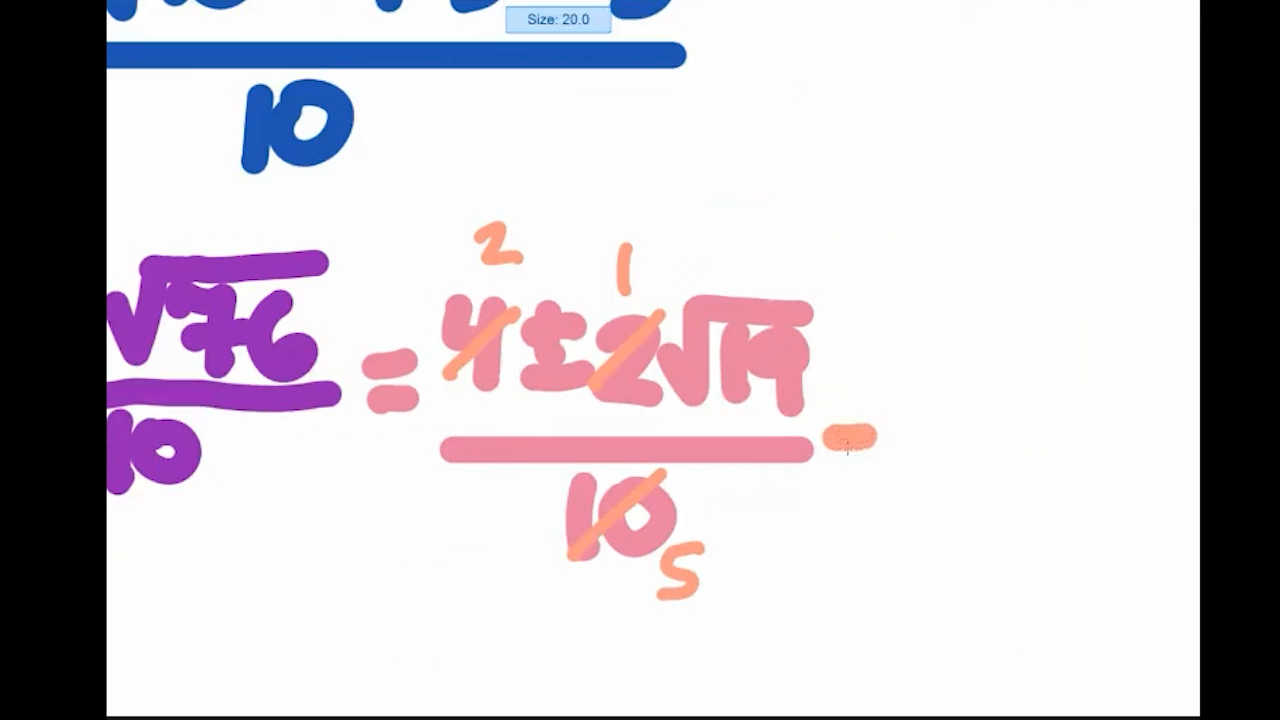 Size: 20.0
10
2 1
√76 = 4 ± 2√19
10 10 5